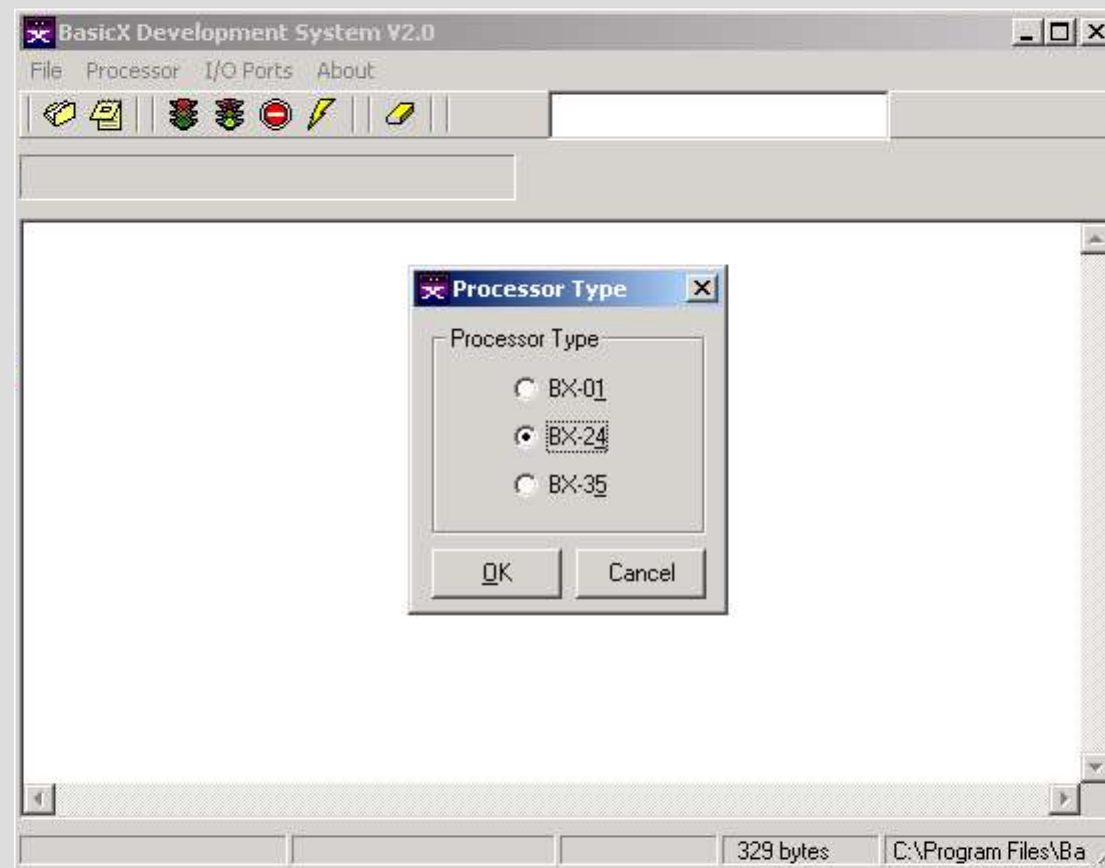 BasicX Development System V2.0
File Processor I/O Ports About
Processor Type
Processor Type
BX-01
BX-24
BX-35
OK Cancel
329 bytes C:\Program Files\Ba